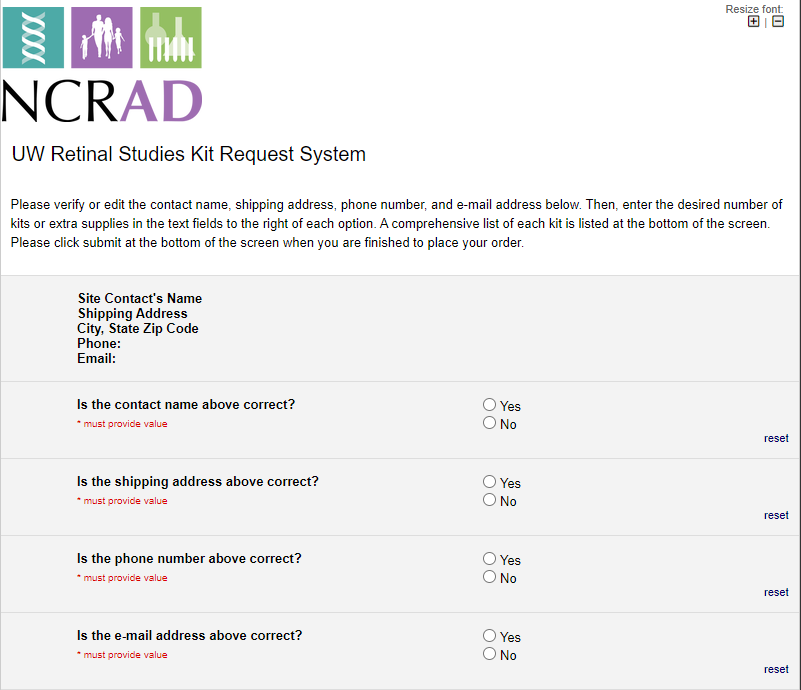 Resize font:
|
NCRAD
UW Retinal Studies Kit Request System
Please verify or edit the contact name, shipping address, phone number, and e-mail address below. Then, enter the desired number of
kits or extra supplies in the text fields to the right of each option. A comprehensive list of each kit is listed at the bottom of the screen.
Please click submit at the bottom of the screen when you are finished to place your order.
Site Contact's Name
Shipping Address
City, State Zip Code
Phone:
Email:
Is the contact name above correct?
* must provide value
Yes
No
reset
Is the shipping address above correct?
* must provide value
Yes
No
reset
Is the phone number above correct?
* must provide value
Yes
No
reset
Is the e-mail address above correct?
* must provide value
Yes
No
reset